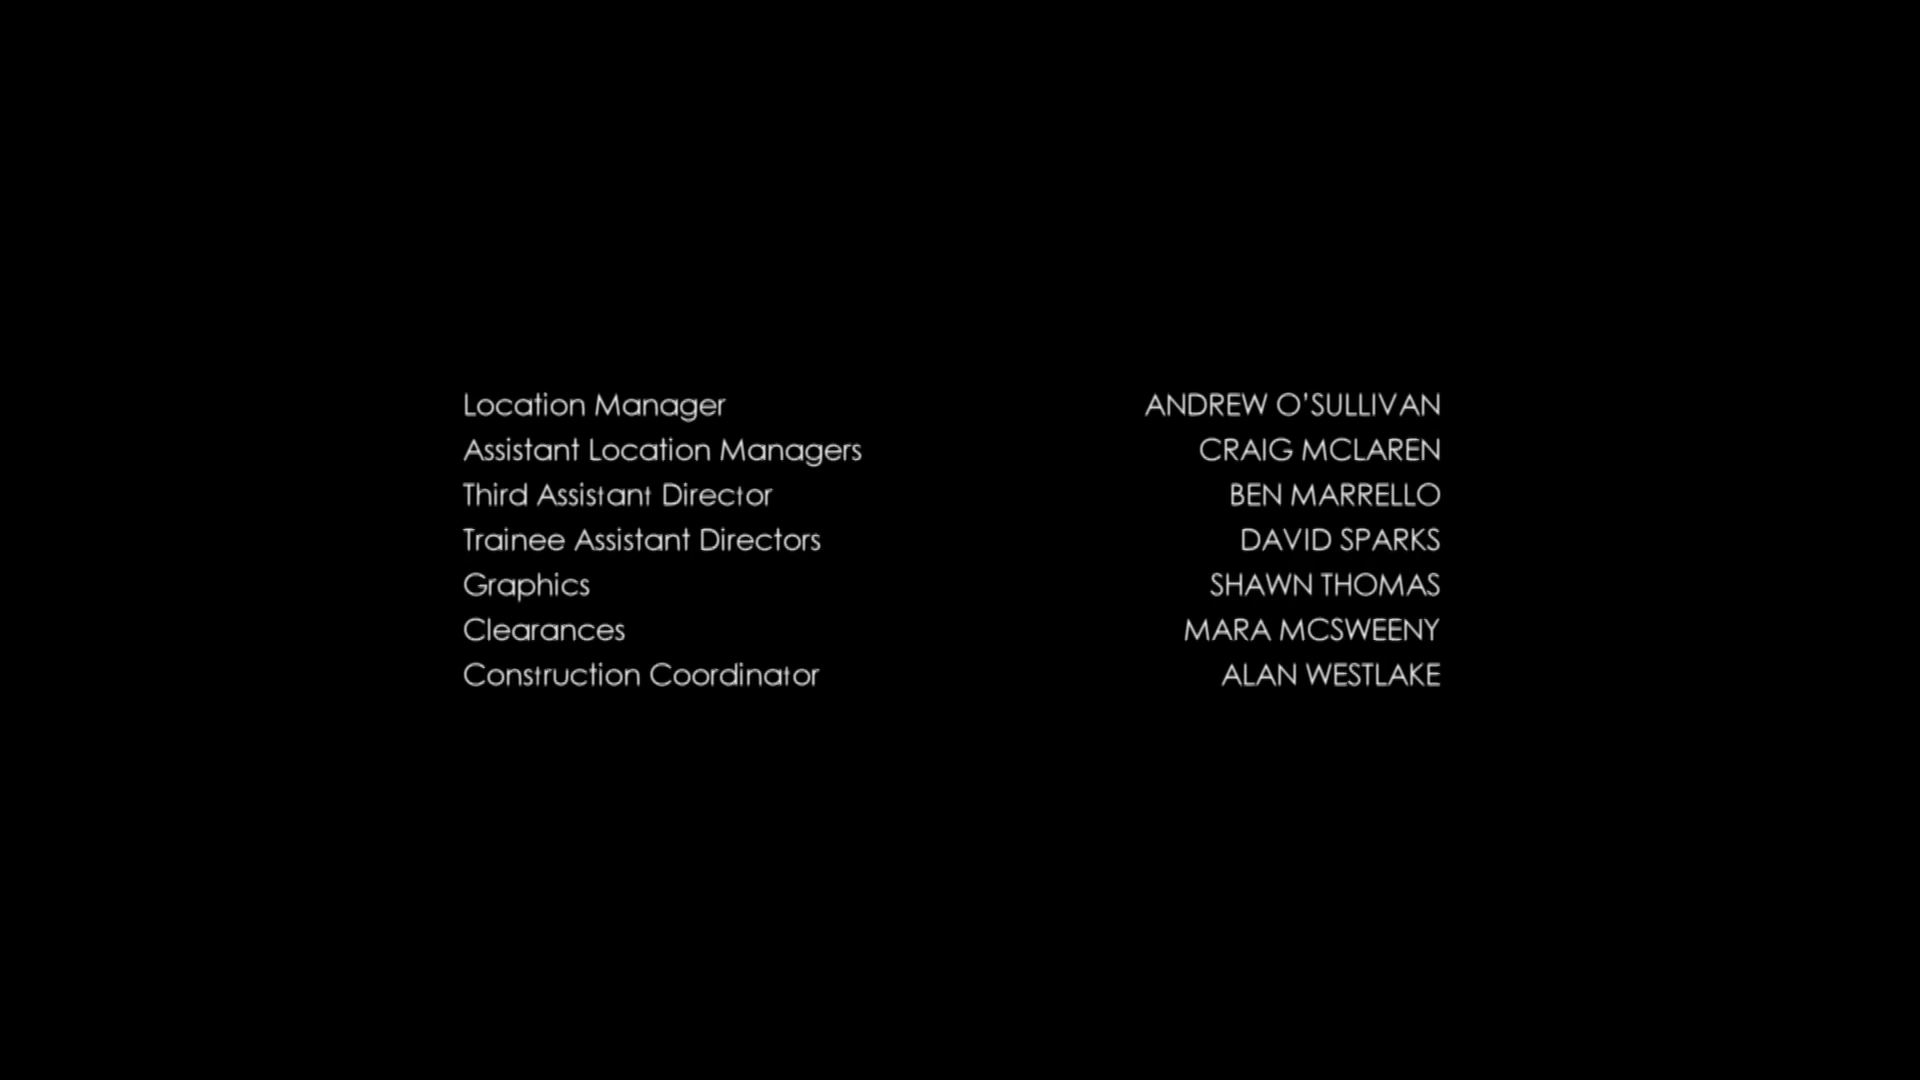 Location Manager ANDREW O’SULLIVAN
Assistant Location Managers CRAIG MCLAREN
Third Assistant Director BEN MARRELLO
Trainee Assistant Directors DAVID SPARKS
Graphics SHAWN THOMAS
Clearances MARA MCSWEENY
Construction Coordinator ALAN WESTLAKE